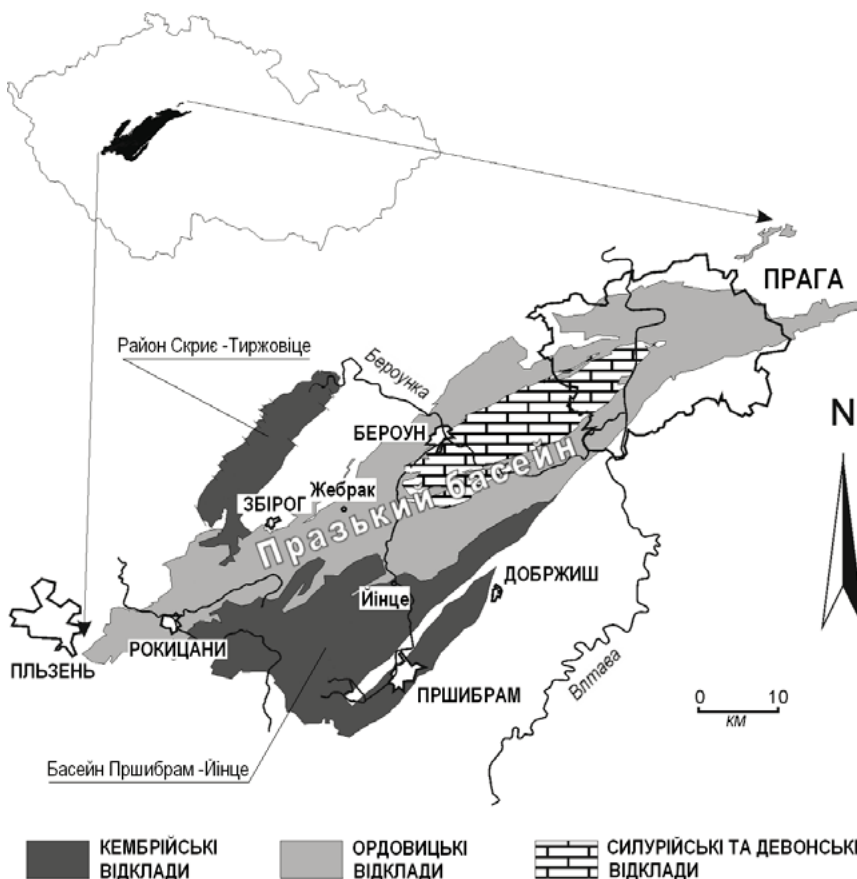 ПРАГА
Район Скриє -Тиржовіце
Бероунка
N
БЕРОУН
Празький басейн
Жебрак
ЗБІРОГ
ДОБРЖИШ
Йінце
РОКИЦАНИ
ПЛЬЗЕНЬ
ПРШИБРАМ
Влтава
0 10
КМ
Басейн Пршибрам -Йінце
КЕМБРІЙСЬКІ
ВІДКЛАДИ
ОРДОВИЦЬКІ
ВІДКЛАДИ
СИЛУРІЙСЬКІ ТА ДЕВОНСЬКІ
ВІДКЛАДИ